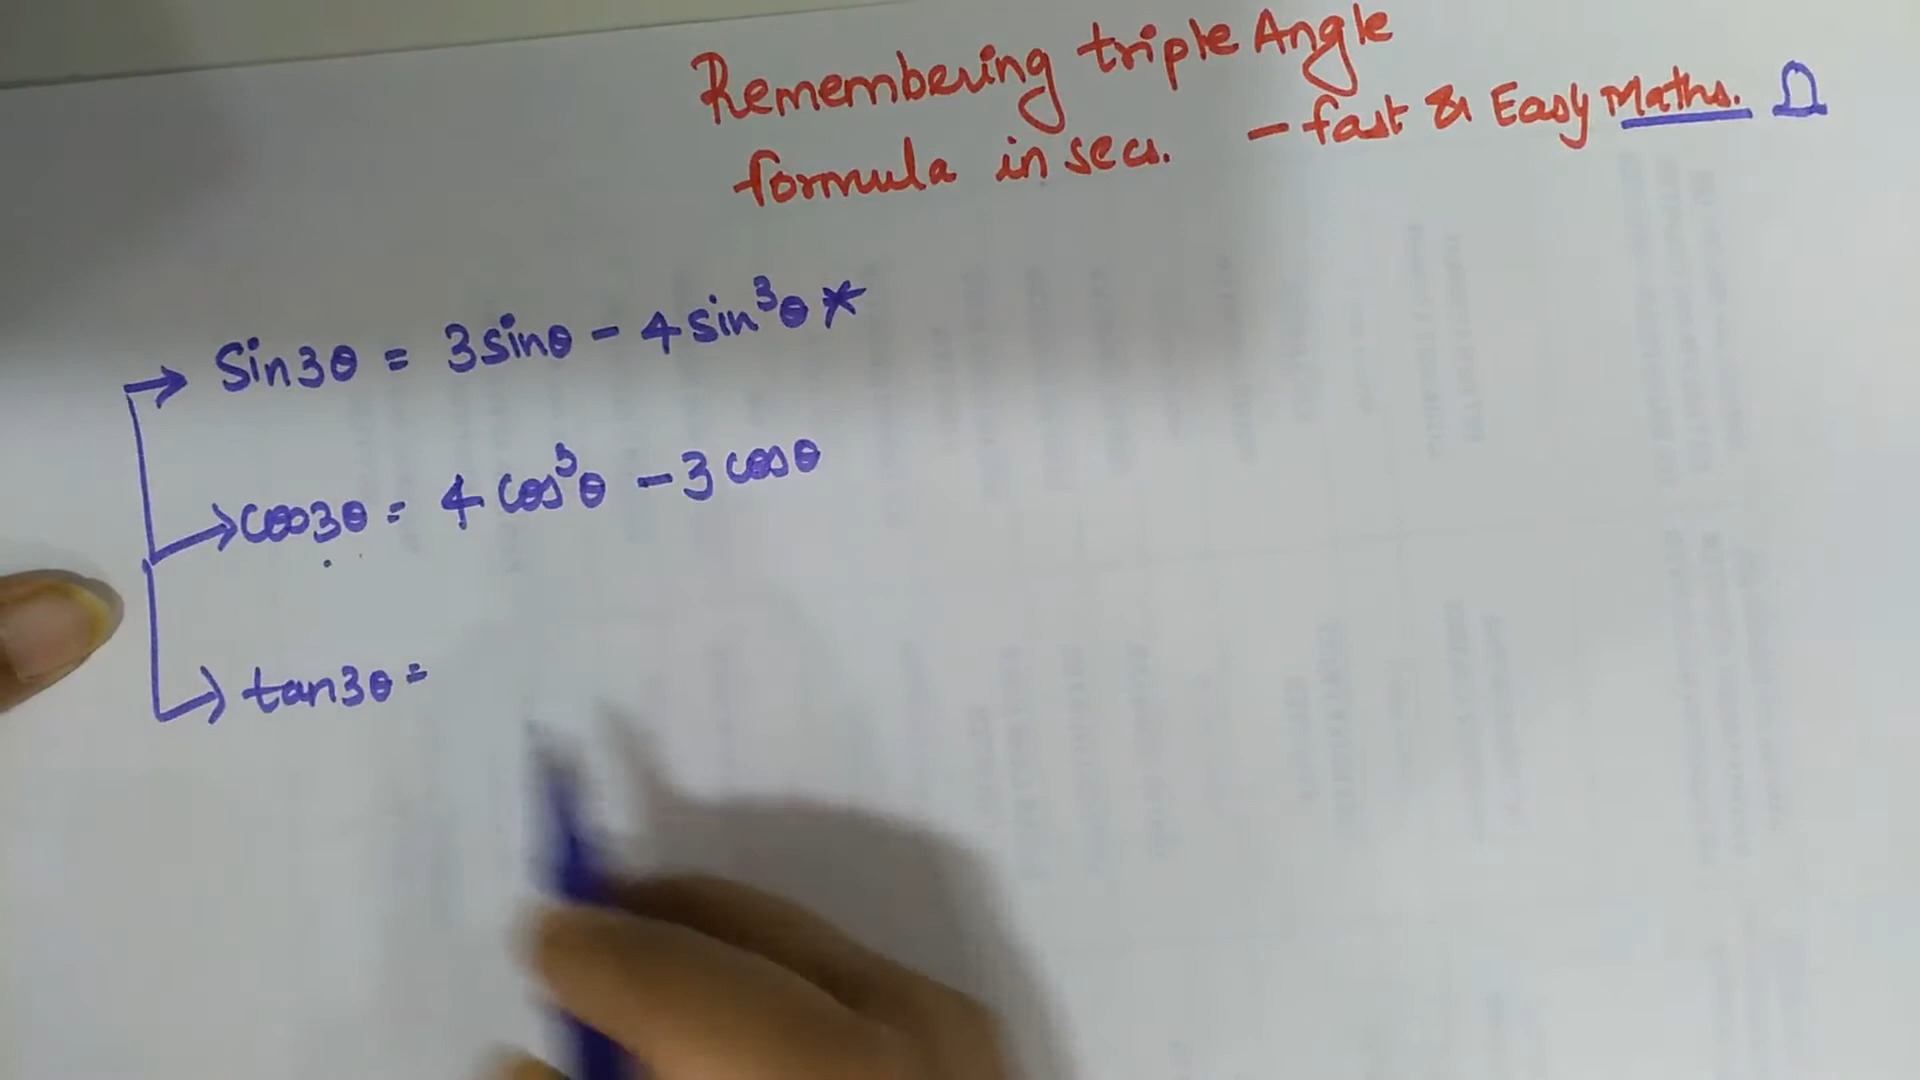 Remembering triple Angle
formula in secs. - fast & Easy Maths.
Sin3θ = 3sinθ - 4sin³θ *
cos3θ = 4cos³θ - 3cosθ
tan3θ =